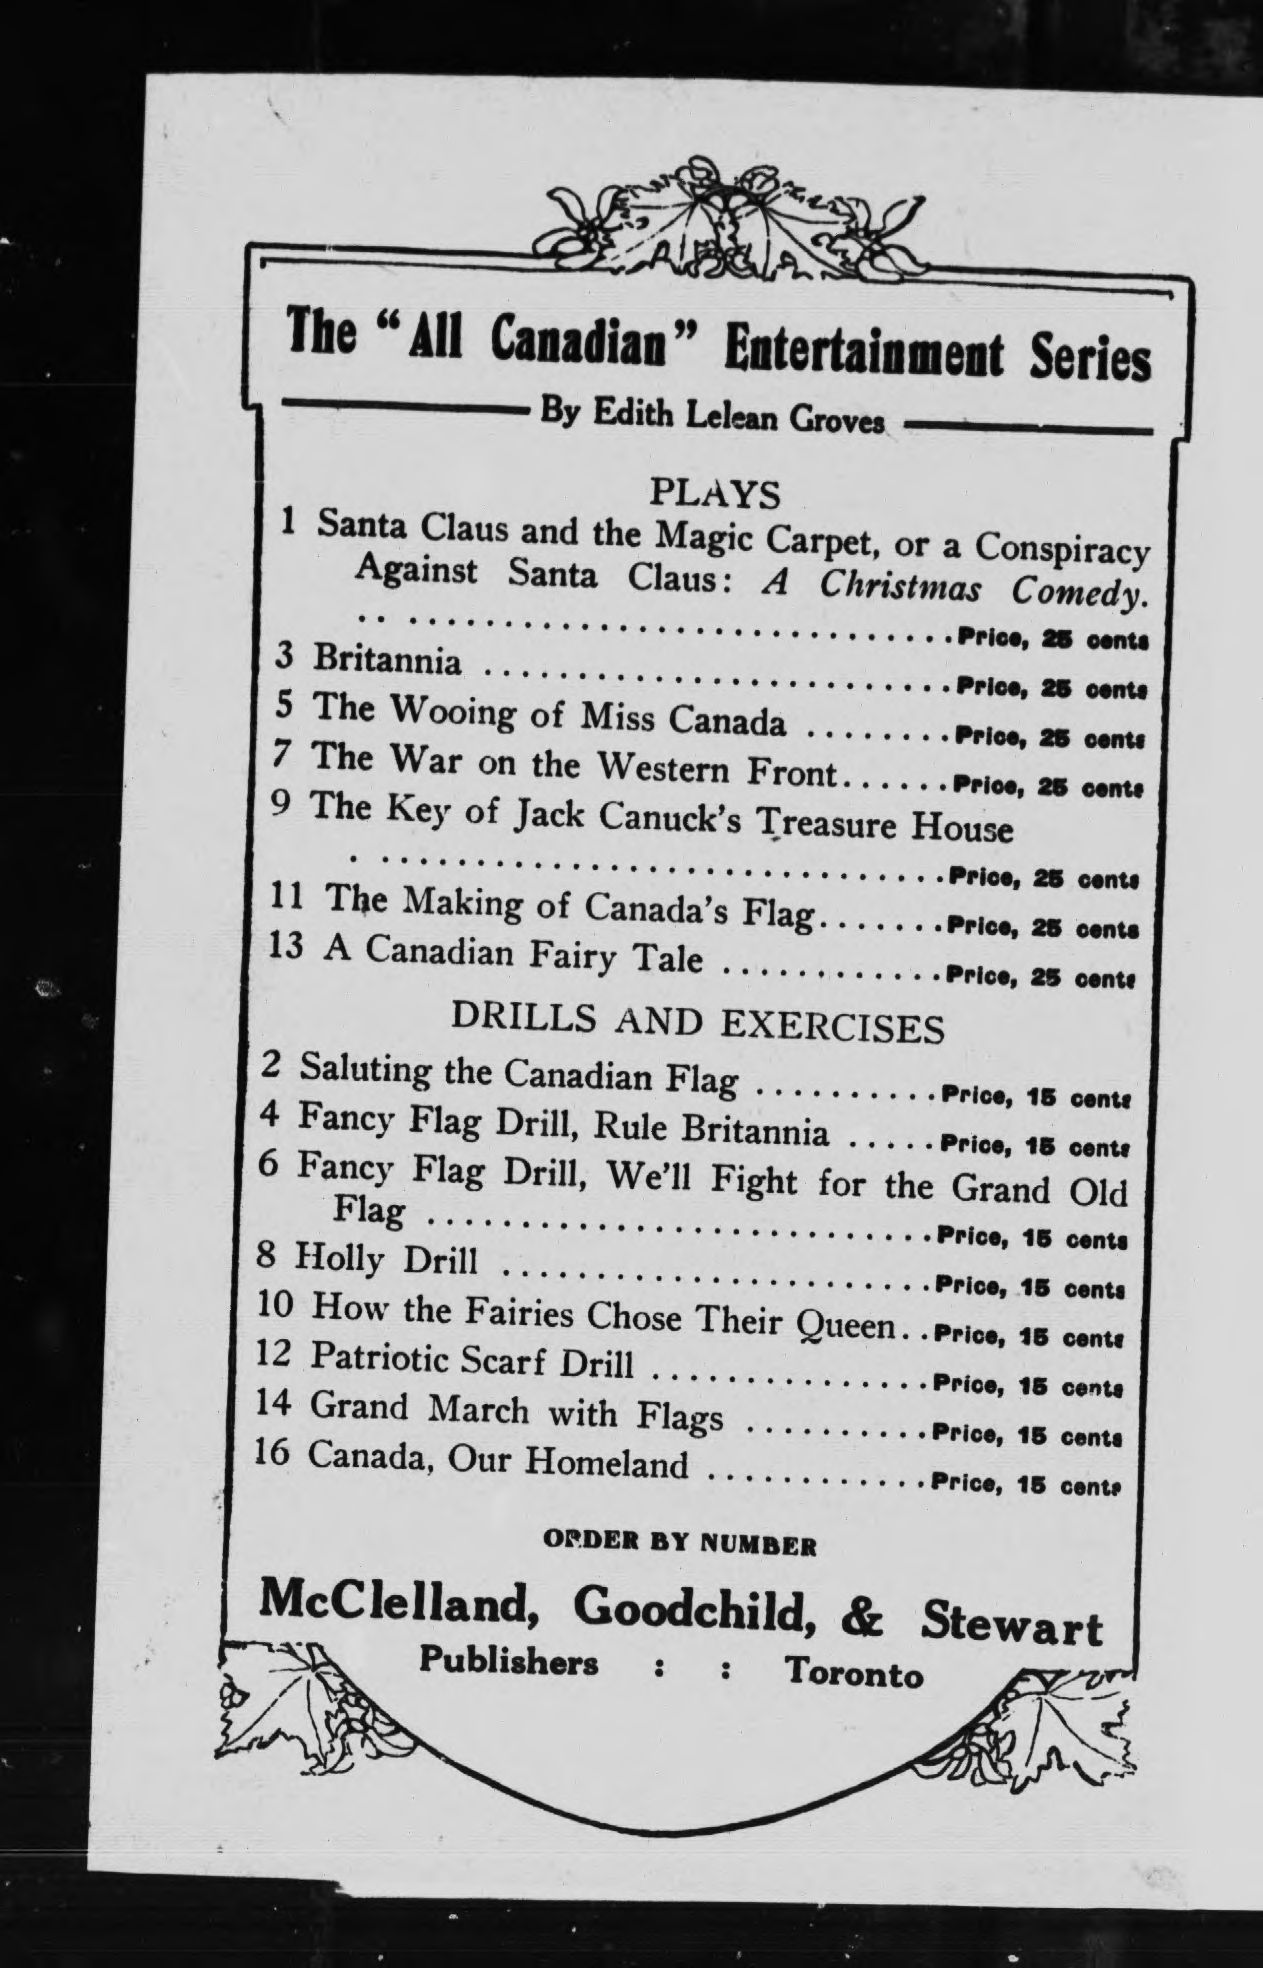 The "All Canadian" Entertainment Series
By Edith Lelean Groves
PLAYS
1 Santa Claus and the Magic Carpet, or a Conspiracy
Against Santa Claus: A Christmas Comedy.
.. ............................Price, 25 cents
3 Britannia .........................Price, 25 cents
5 The Wooing of Miss Canada ........Price, 25 cents
7 The War on the Western Front......Price, 25 cents
9 The Key of Jack Canuck's Treasure House
. ..............................Price, 25 cents
11 The Making of Canada's Flag.......Price, 25 cents
13 A Canadian Fairy Tale ............Price, 25 cents
DRILLS AND EXERCISES
2 Saluting the Canadian Flag ..........Price, 15 cents
4 Fancy Flag Drill, Rule Britannia .....Price, 15 cents
6 Fancy Flag Drill, We'll Fight for the Grand Old
Flag ...........................Price, 15 cents
8 Holly Drill .......................Price, 15 cents
10 How the Fairies Chose Their Queen..Price, 15 cents
12 Patriotic Scarf Drill ...............Price, 15 cents
14 Grand March with Flags ..........Price, 15 cents
16 Canada, Our Homeland ............Price, 15 cents
ORDER BY NUMBER
McClelland, Goodchild, & Stewart
Publishers : : Toronto